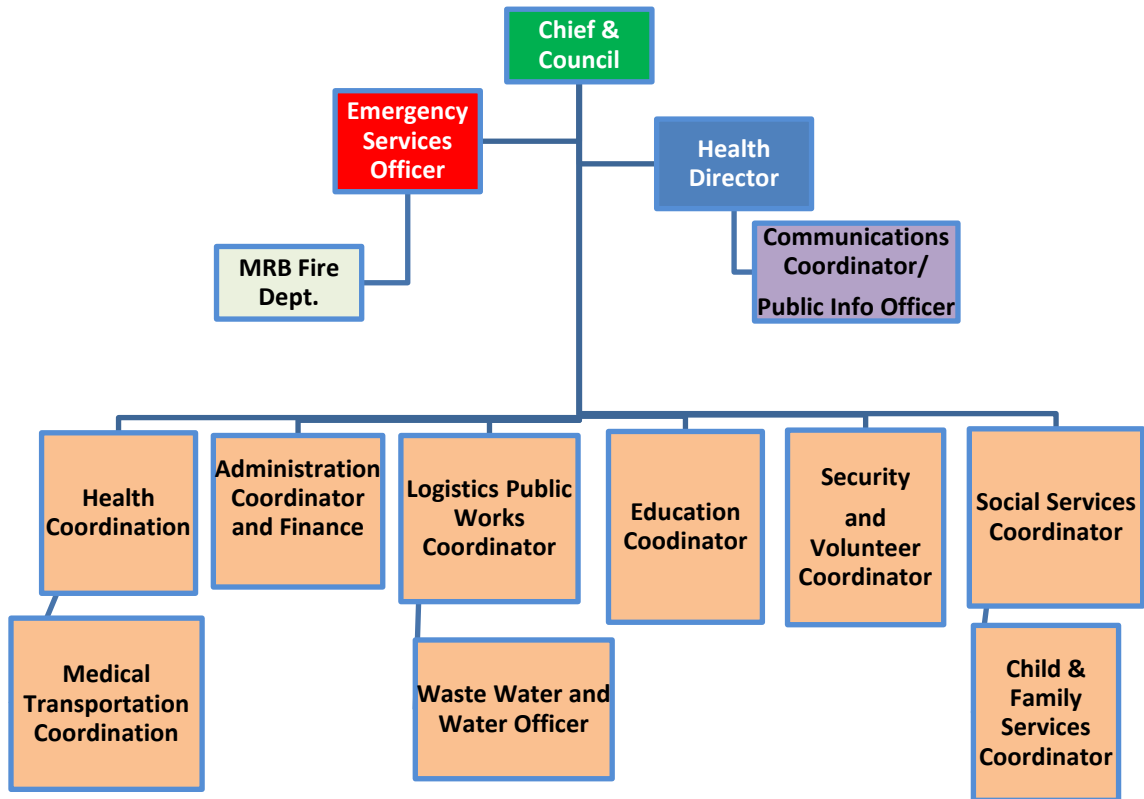 Chief &
Council
Emergency
Services
Officer
Health
Director
MRB Fire
Dept.
Communications
Coordinator/
Public Info Officer
Health
Coordination
Administration
Coordinator
and Finance
Logistics Public
Works
Coordinator
Education
Coodinator
Security
and
Volunteer
Coordinator
Social Services
Coordinator
Medical
Transportation
Coordination
Waste Water and
Water Officer
Child &
Family
Services
Coordinator